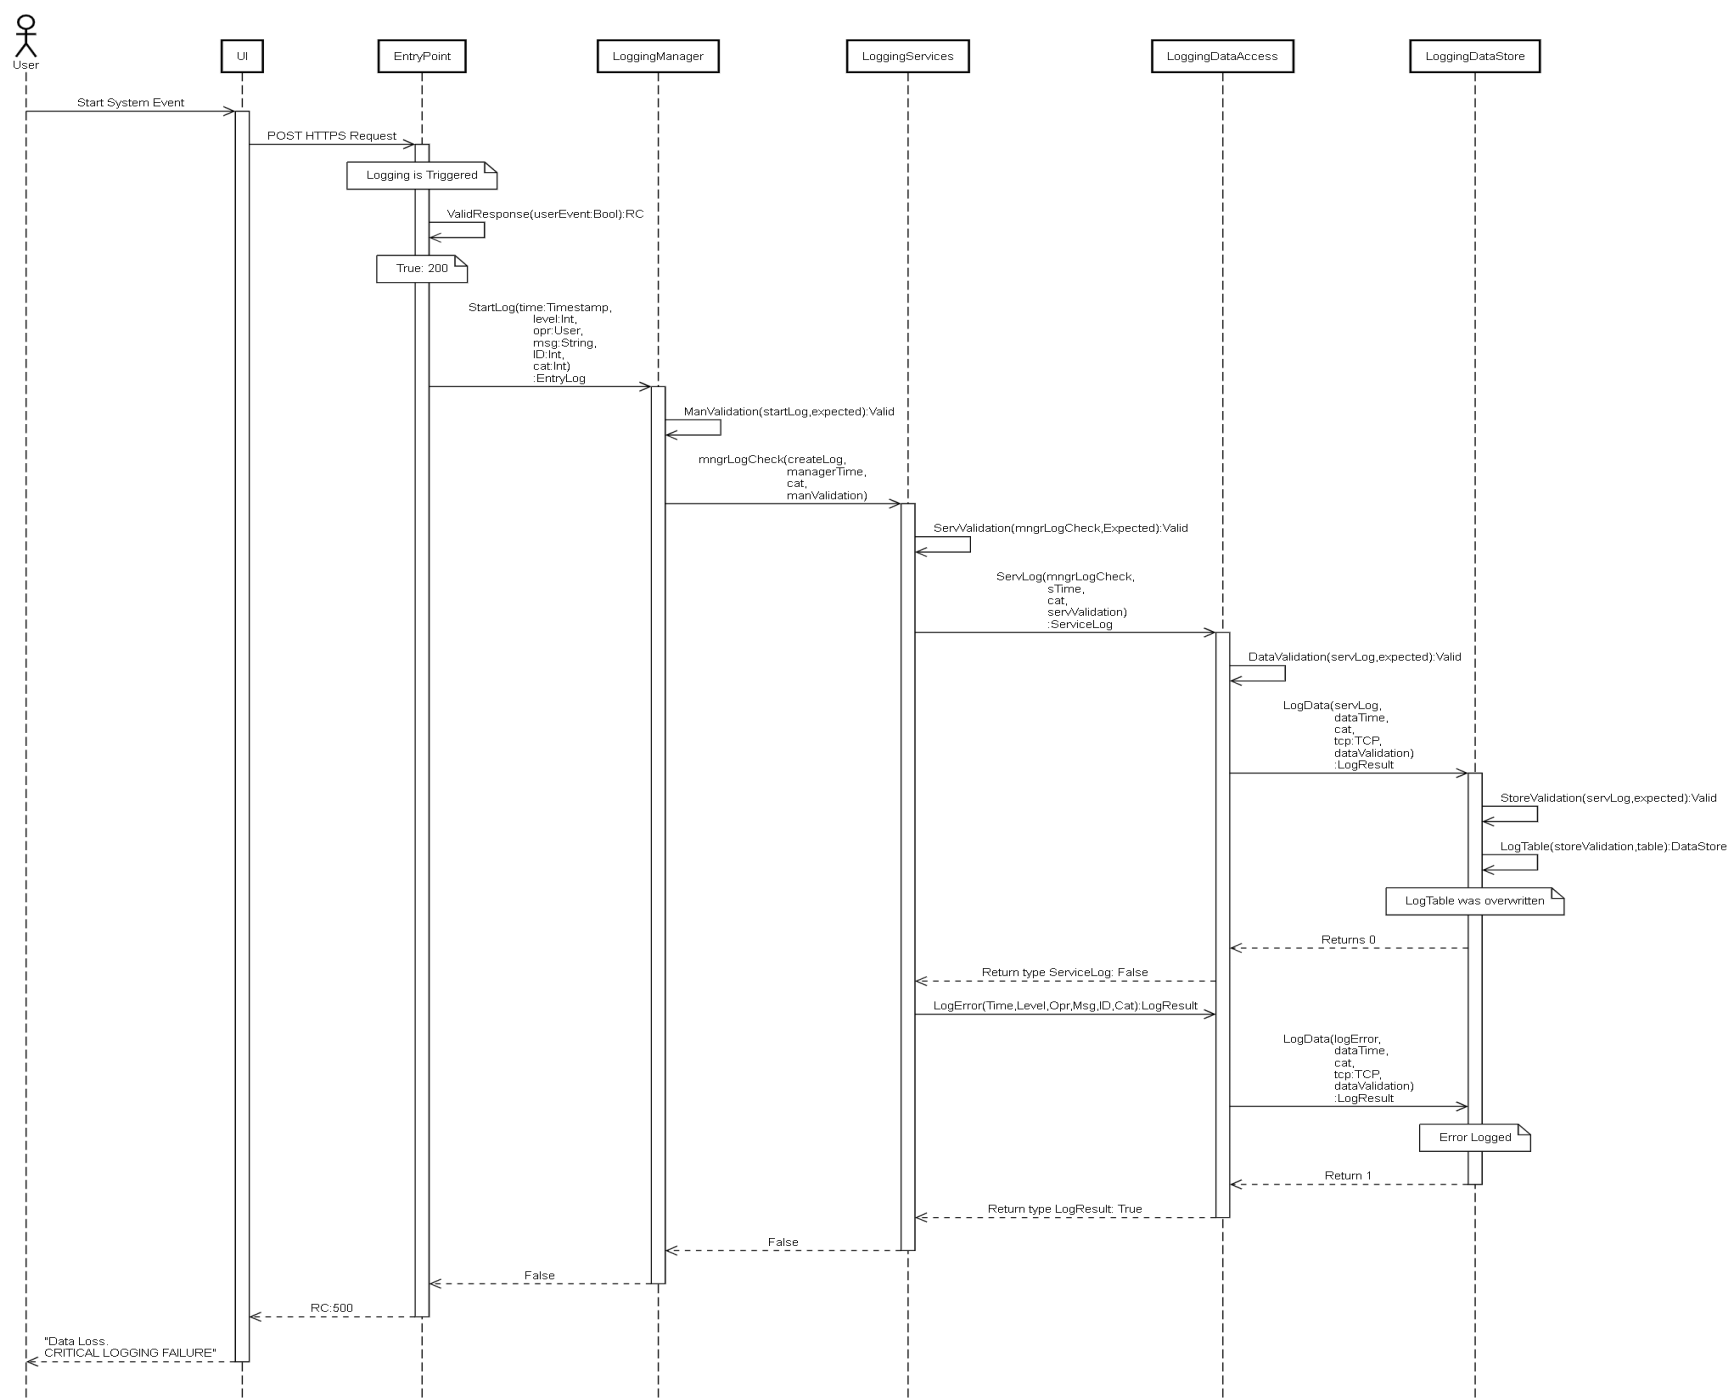 User
UI
EntryPoint
LoggingManager
LoggingServices
LoggingDataAccess
LoggingDataStore
Start System Event
POST HTTPS Request
Logging is Triggered
ValidResponse(userEvent:Bool):RC
True: 200
StartLog(time:Timestamp,
level:Int,
opr:User,
msg:String,
ID:Int,
cat:Int)
:EntryLog
ManValidation(startLog,expected):Valid
mngrLogCheck(createLog,
managerTime,
cat,
manValidation)
ServValidation(mngrLogCheck,Expected):Valid
ServLog(mngrLogCheck,
sTime,
cat,
servValidation)
:ServiceLog
DataValidation(servLog,expected):Valid
LogData(servLog,
dataTime,
cat,
tcp:TCP,
dataValidation)
:LogResult
StoreValidation(servLog,expected):Valid
LogTable(storeValidation,table):DataStore
LogTable was overwritten
Returns 0
Return type ServiceLog: False
LogError(Time,Level,Opr,Msg,ID,Cat):LogResult
LogData(logError,
dataTime,
cat,
tcp:TCP,
dataValidation)
:LogResult
Error Logged
Return 1
Return type LogResult: True
False
False
RC:500
"Data Loss.
CRITICAL LOGGING FAILURE"